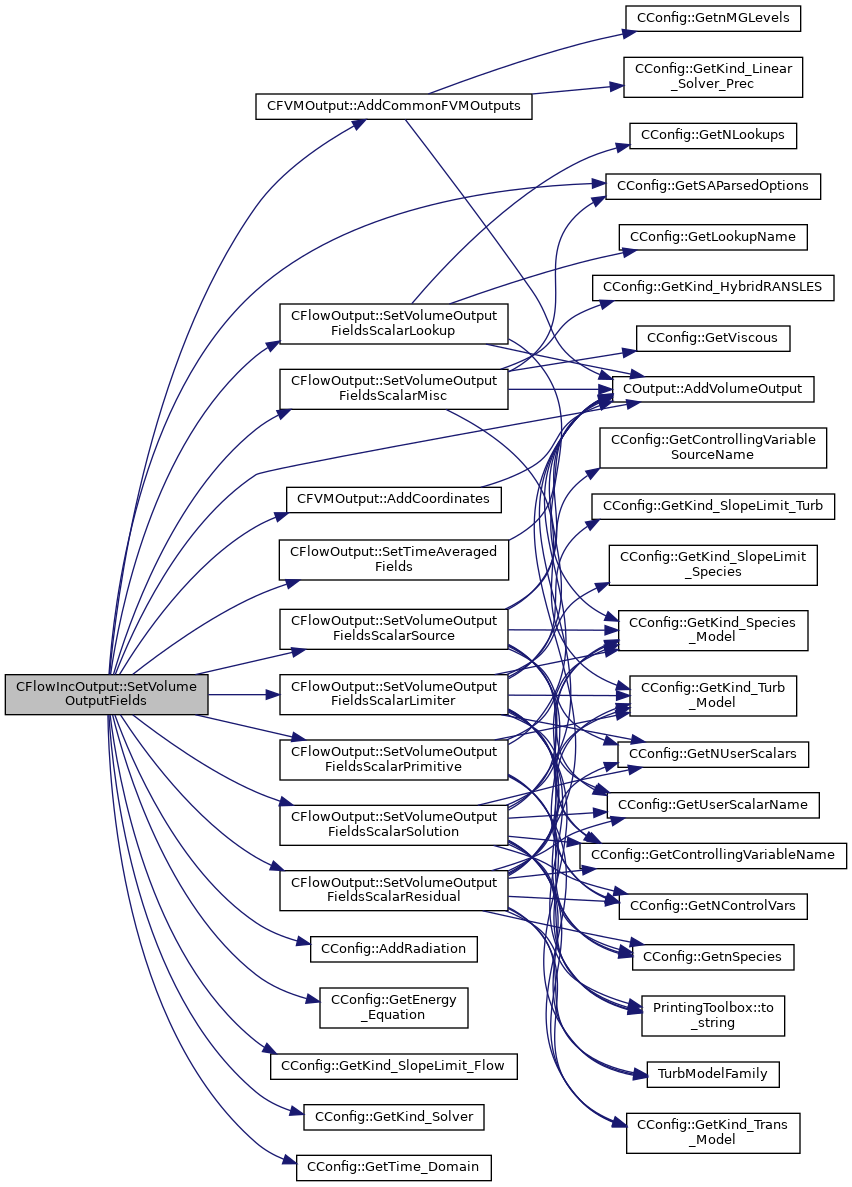 CFlowIncOutput::SetVolume
OutputFields
CFVMOutput::AddCommonFVMOutputs
CFlowOutput::SetVolumeOutput
FieldsScalarLookup
CFlowOutput::SetVolumeOutput
FieldsScalarMisc
CFVMOutput::AddCoordinates
CFlowOutput::SetTimeAveraged
Fields
CFlowOutput::SetVolumeOutput
FieldsScalarSource
CFlowOutput::SetVolumeOutput
FieldsScalarLimiter
CFlowOutput::SetVolumeOutput
FieldsScalarPrimitive
CFlowOutput::SetVolumeOutput
FieldsScalarSolution
CFlowOutput::SetVolumeOutput
FieldsScalarResidual
CConfig::AddRadiation
CConfig::GetEnergy
_Equation
CConfig::GetKind_SlopeLimit_Flow
CConfig::GetKind_Solver
CConfig::GetTime_Domain
CConfig::GetnMGLevels
CConfig::GetKind_Linear
_Solver_Prec
CConfig::GetNLookups
CConfig::GetSAParsedOptions
CConfig::GetLookupName
CConfig::GetKind_HybridRANSLES
CConfig::GetViscous
COutput::AddVolumeOutput
CConfig::GetControllingVariable
SourceName
CConfig::GetKind_SlopeLimit_Turb
CConfig::GetKind_SlopeLimit
_Species
CConfig::GetKind_Species
_Model
CConfig::GetKind_Turb
_Model
CConfig::GetNUserScalars
CConfig::GetUserScalarName
CConfig::GetControllingVariableName
CConfig::GetNControlVars
CConfig::GetnSpecies
PrintingToolbox::to
_string
TurbModelFamily
CConfig::GetKind_Trans
_Model